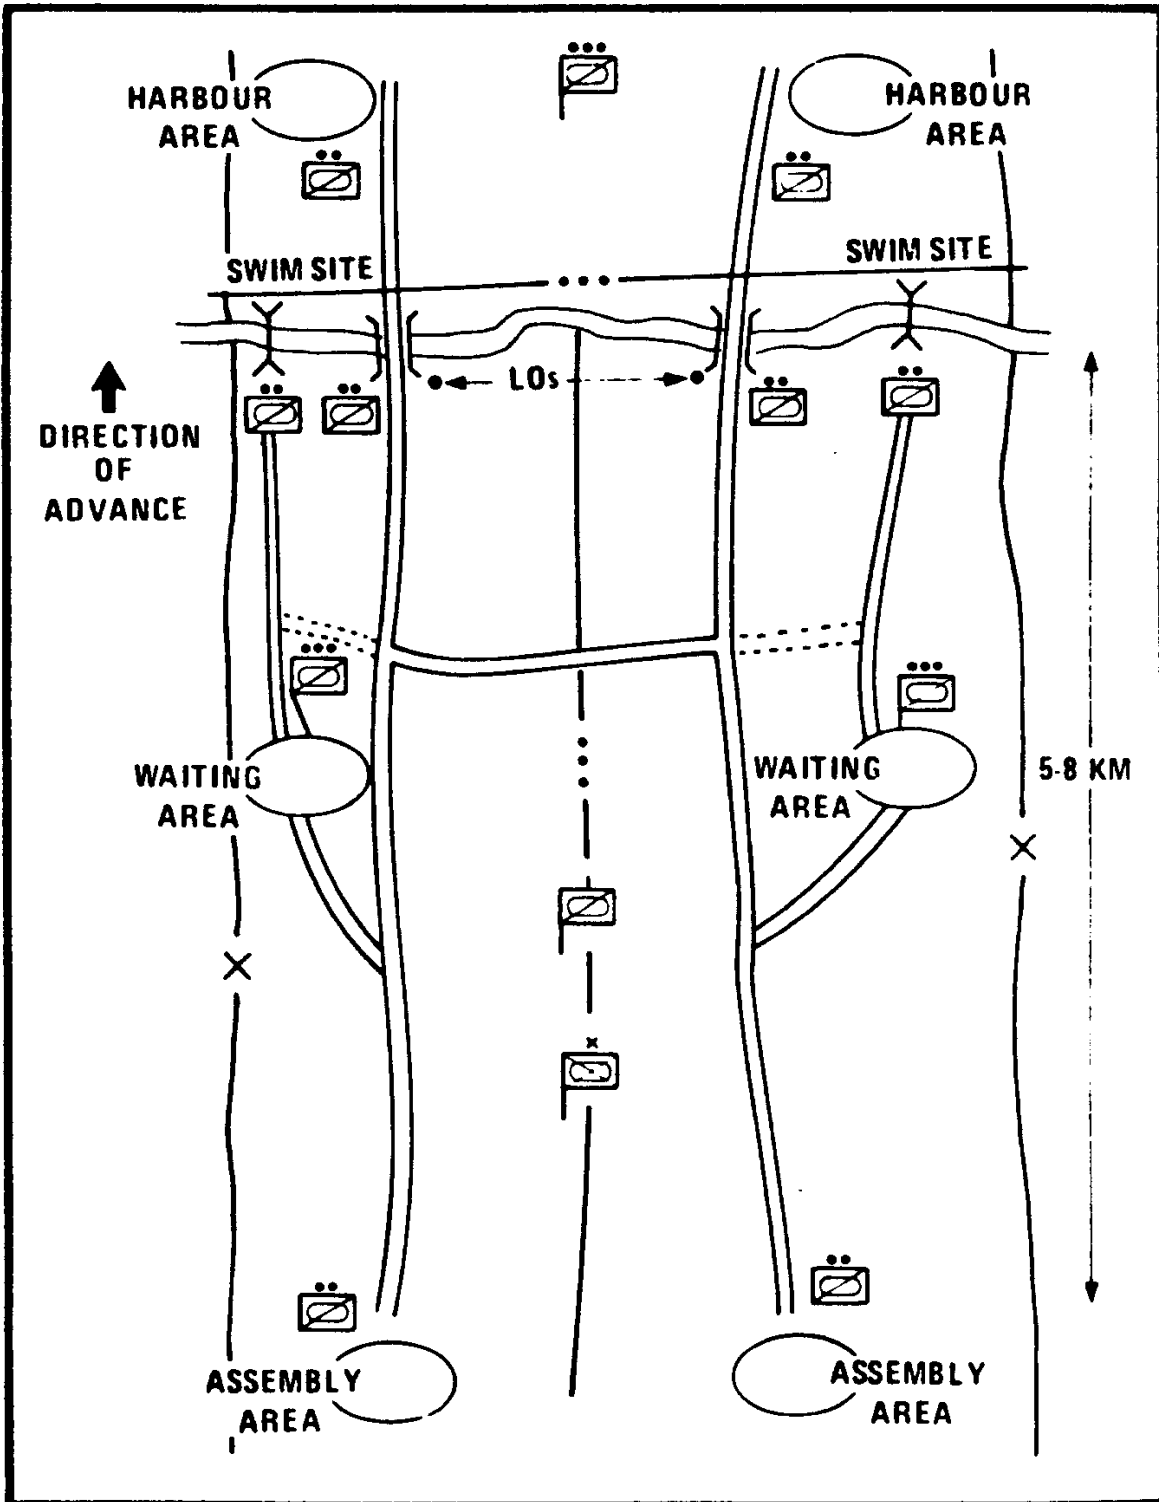 HARBOUR
AREA
HARBOUR
AREA
SWIM SITE
SWIM SITE
LOs
DIRECTION
OF
ADVANCE
WAITING
AREA
WAITING
AREA
5-8 KM
ASSEMBLY
AREA
ASSEMBLY
AREA